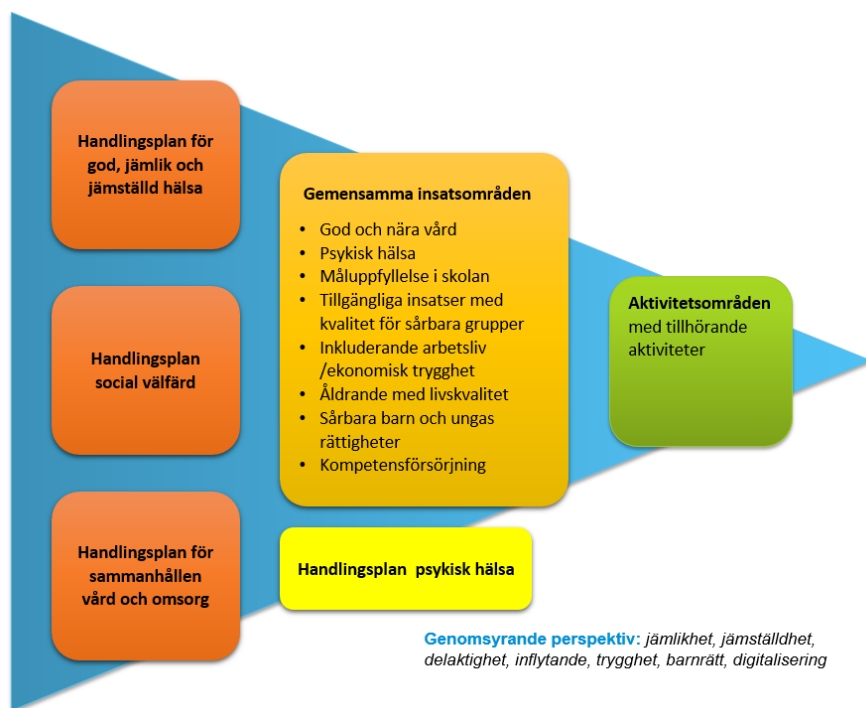 Handlingsplan för
god, jämlik och
jämställd hälsa
Handlingsplan
social välfärd
Handlingsplan för
sammanhållen
vård och omsorg
Gemensamma insatsområden
• God och nära vård
• Psykisk hälsa
• Måluppfyllelse i skolan
• Tillgängliga insatser med
kvalitet för sårbara grupper
• Inkluderande arbetsliv
/ekonomisk trygghet
• Åldrande med livskvalitet
• Sårbara barn och ungas
rättigheter
• Kompetensförsörjning
Handlingsplan psykisk hälsa
Aktivitetsområden
med tillhörande
aktiviteter
Genomsyrande perspektiv: jämlikhet, jämställdhet,
delaktighet, inflytande, trygghet, barnrätt, digitalisering